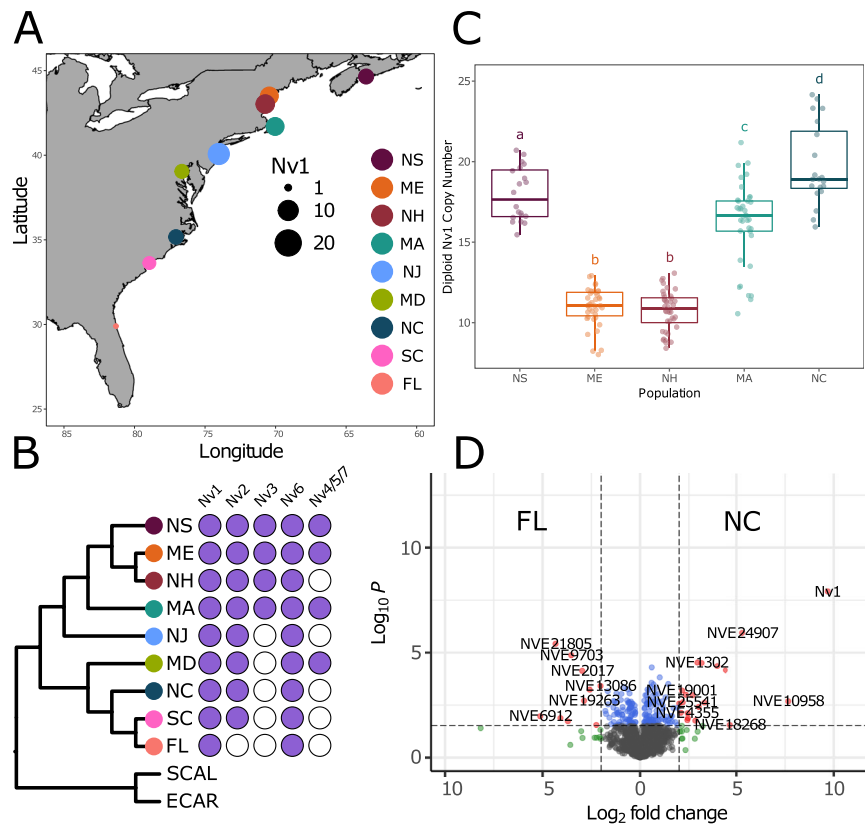 A
C
45
40
35
30
25
Latitude
85
80
75
70
65
60
Longitude
Nv1
1
10
20
NS
ME
NH
MA
NJ
MD
NC
SC
FL
25
20
15
10
Diploid Nv1 Copy Number
a
b
b
c
d
NS
ME
NH
MA
NC
Population
B
Nv1
Nv2
Nv3
Nv6
Nv4/5/7
NS
ME
NH
MA
NJ
MD
NC
SC
FL
SCAL
ECAR
D
FL
NC
10
5
0
Log10 P
Nv1
NVE24907
NVE21805
NVE9703
NVE1302
NVE2017
NVE13086
NVE19001
NVE19263
NVE25541
NVE10958
NVE4355
NVE6912
NVE18268
10
5
0
5
10
Log2 fold change